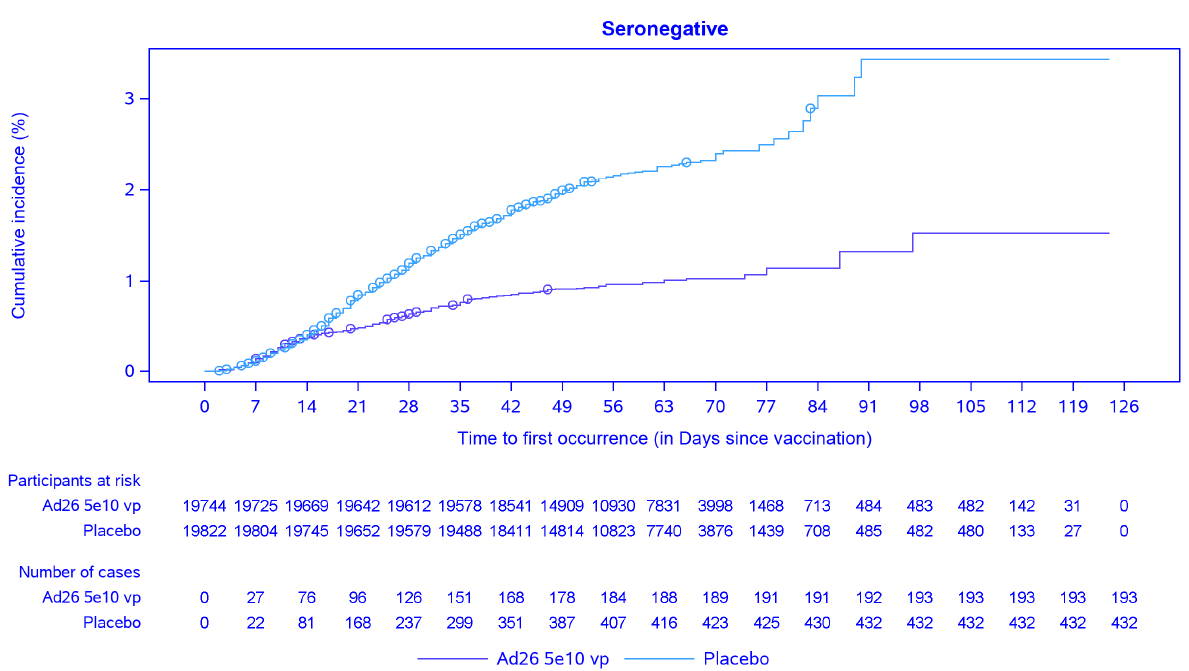 Seronegative
Cumulative incidence (%)
3
2
1
0
0 7 14 21 28 35 42 49 56 63 70 77 84 91 98 105 112 119 126
Time to first occurrence (in Days since vaccination)
Participants at risk
Ad26 5e10 vp 19744 19725 19669 19642 19612 19578 18541 14909 10930 7831 3998 1468 713 484 483 482 142 31 0
Placebo 19822 19804 19745 19652 19579 19488 18411 14814 10823 7740 3876 1439 708 485 482 480 133 27 0
Number of cases
Ad26 5e10 vp 0 27 76 96 126 151 168 178 184 188 189 191 191 192 193 193 193 193 193
Placebo 0 22 81 168 237 299 351 387 407 416 423 425 430 432 432 432 432 432 432
Ad26 5e10 vp Placebo